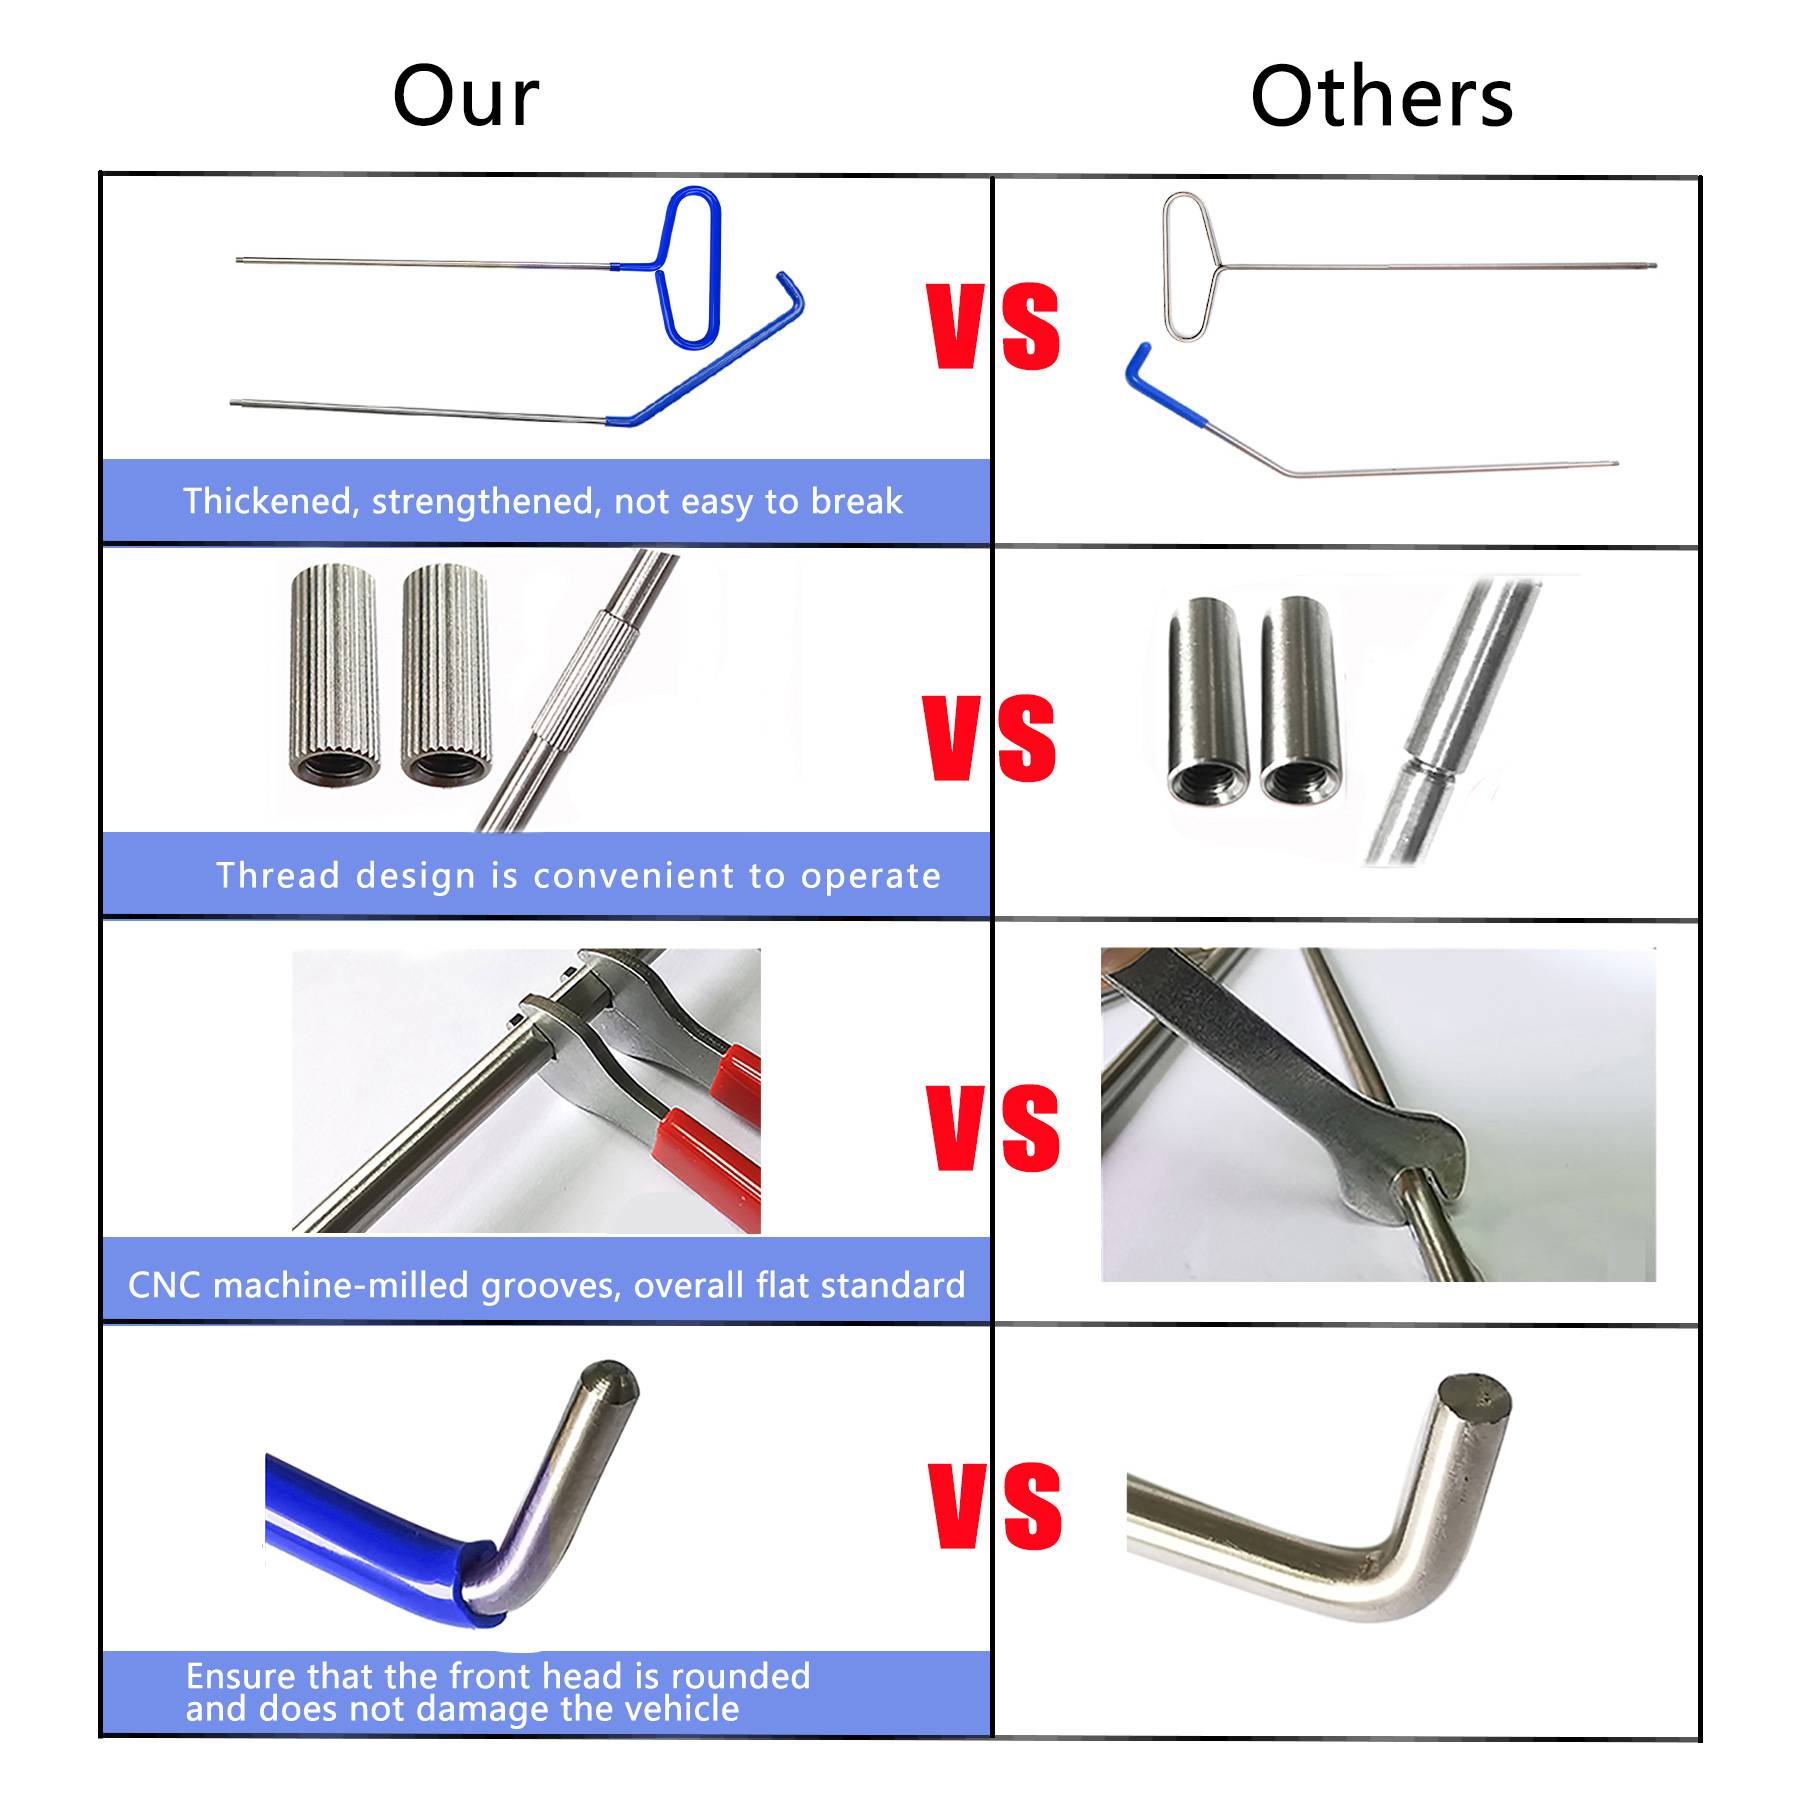 Our
Others
VS
Thickened, strengthened, not easy to break
VS
Thread design is convenient to operate
VS
CNC machine-milled grooves, overall flat standard
VS
Ensure that the front head is rounded
and does not damage the vehicle